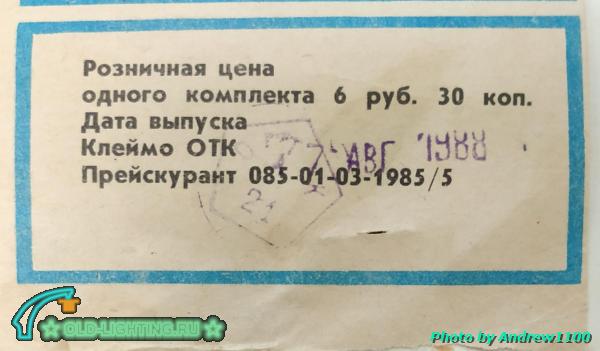 Розничная цена
одного комплекта 6 руб. 30 коп.
Дата выпуска
Клеймо ОТК
АВГ 1988
Прейскурант 085-01-03-1985/5
21
OLD-LIGHTING.RU
Photo by Andrew1100